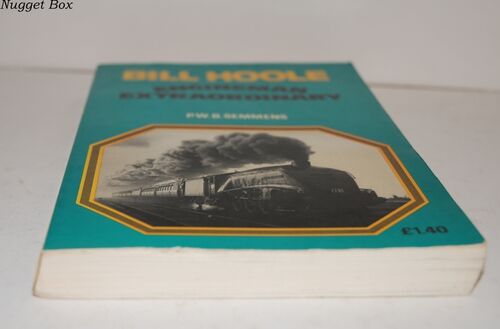 Nugget Box
BILL HOOLE
ENGINEMAN
EXTRAORDINARY
P.W.B.SEMMENS
£1.40